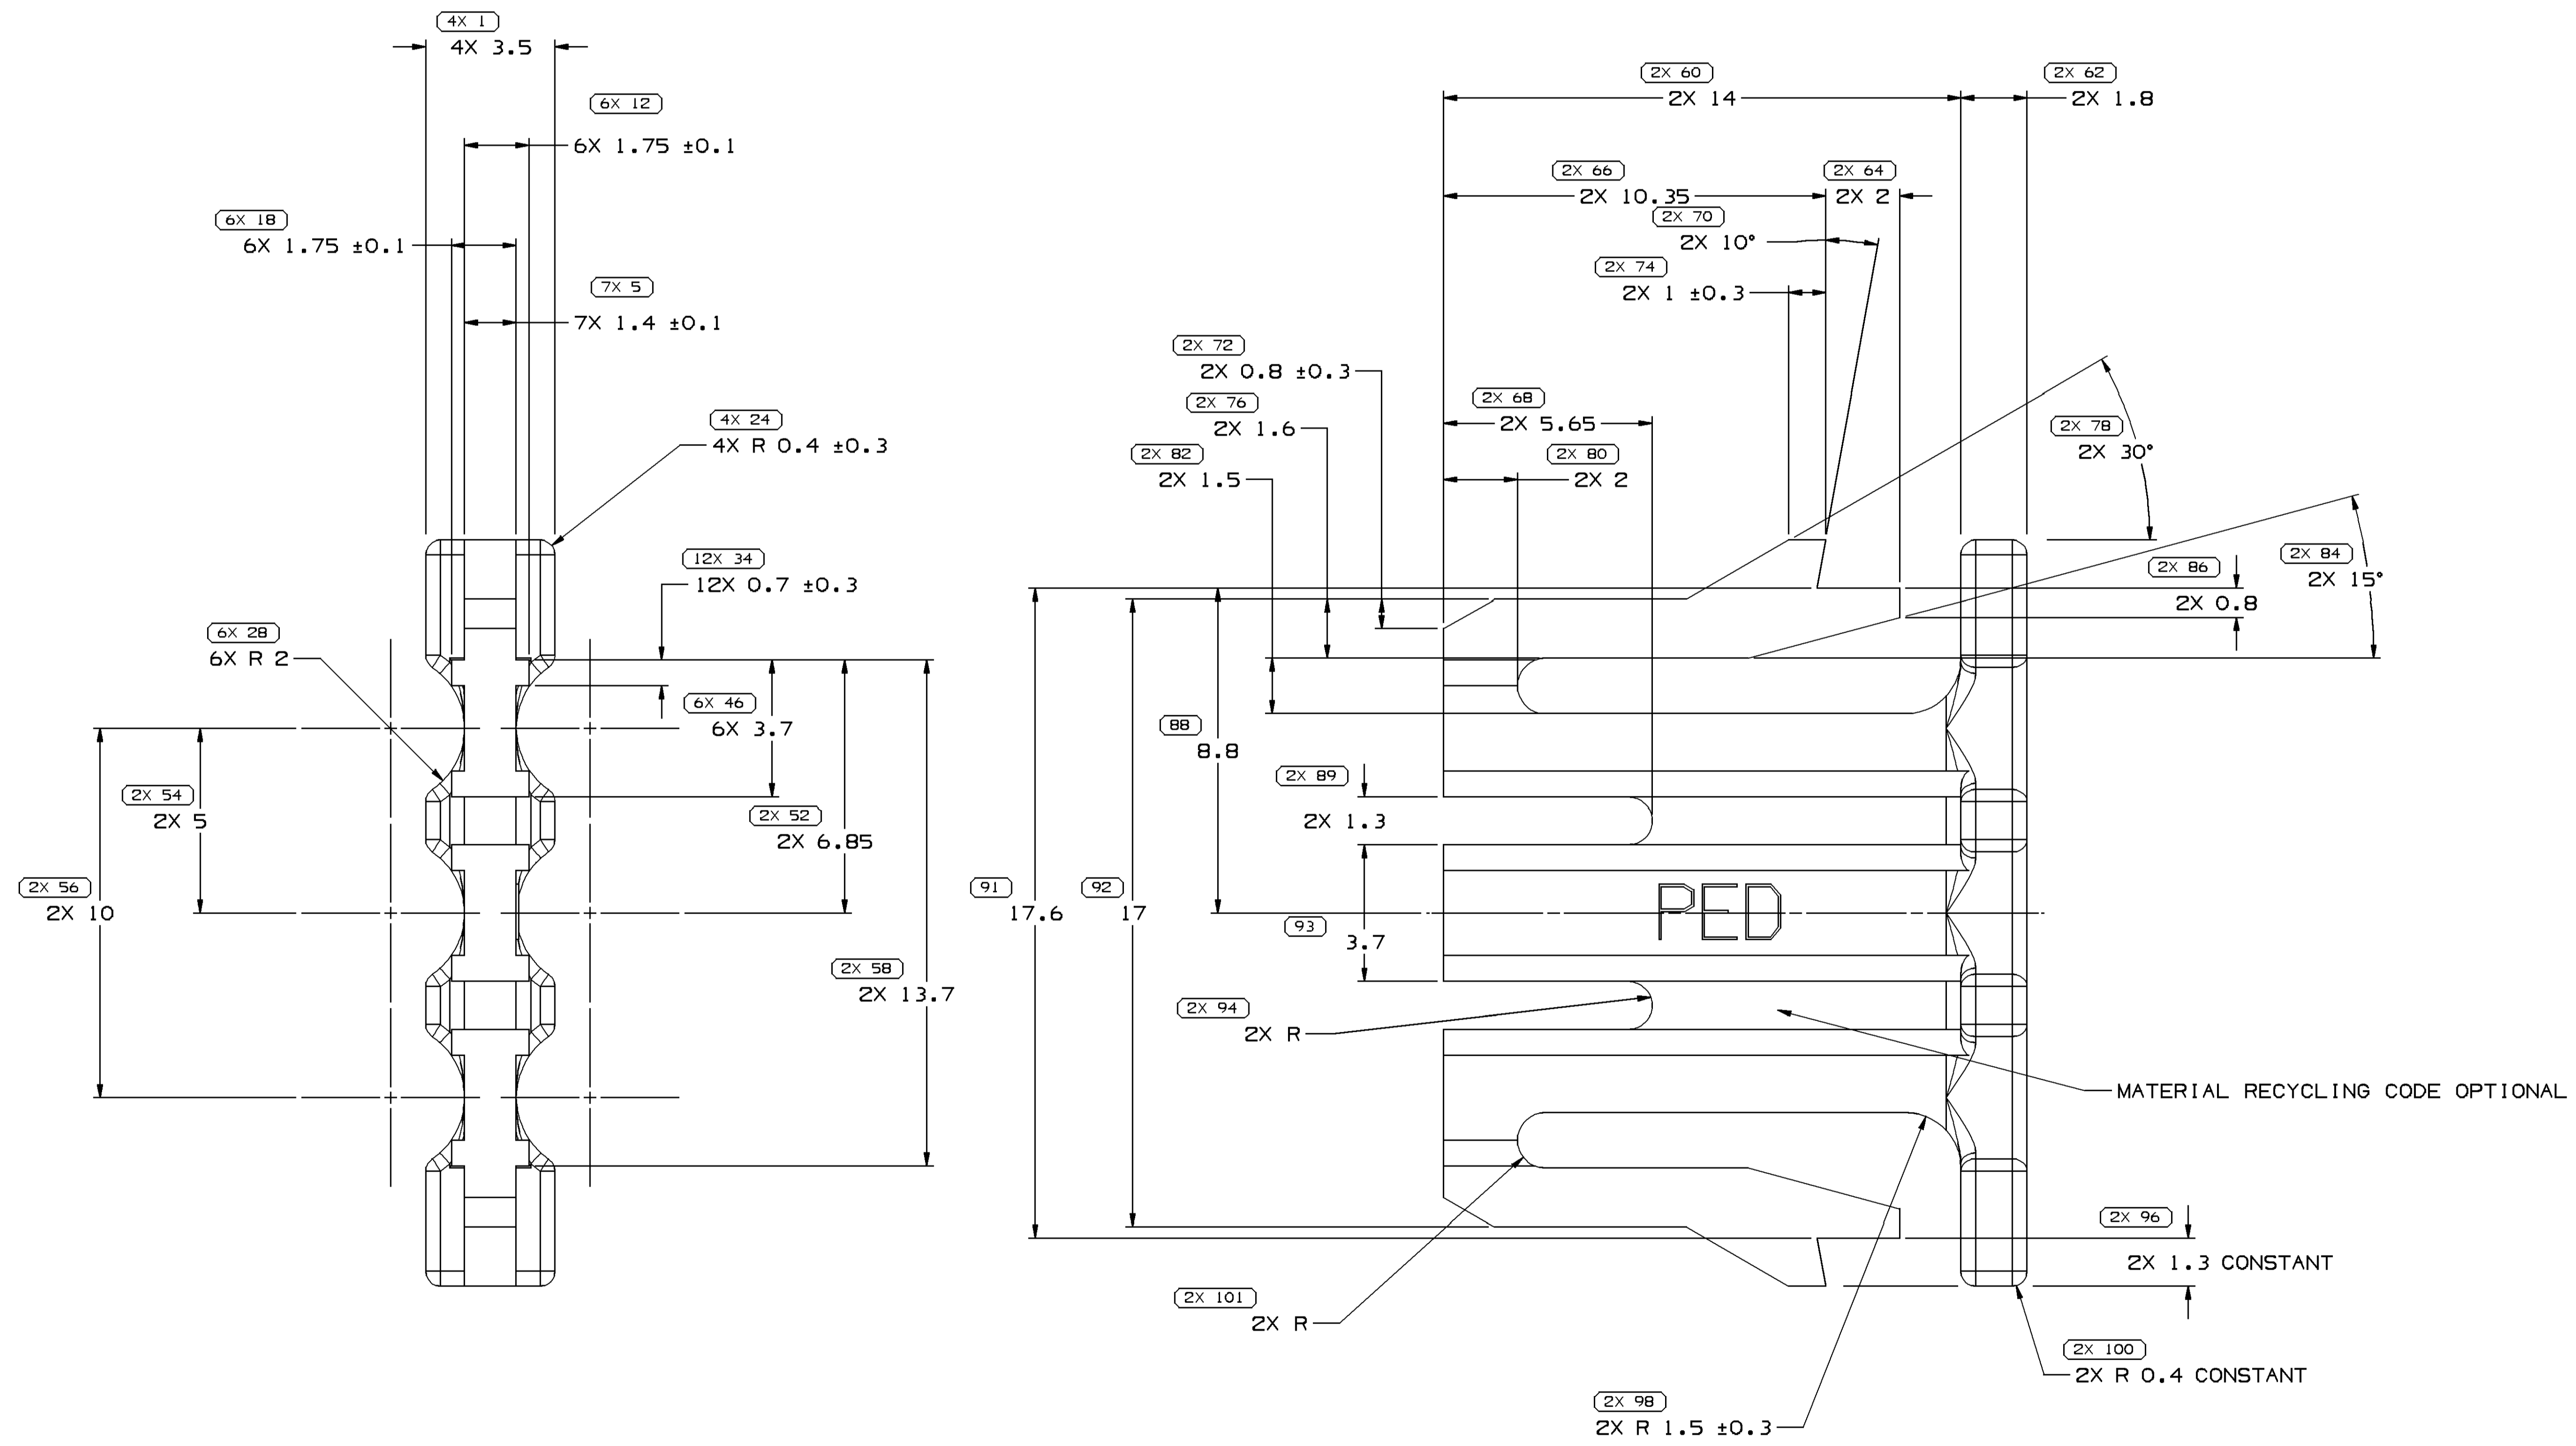 4X 1
4X 3.5
6X 12
6X 1.75 ±0.1
6X 18
6X 1.75 ±0.1
7X 5
7X 1.4 ±0.1
4X 24
4X R 0.4 ±0.3
12X 34
12X 0.7 ±0.3
6X 28
6X R 2
6X 46
6X 3.7
2X 54
2X 5
2X 52
2X 6.85
2X 56
2X 10
2X 58
2X 13.7
2X 60
2X 14
2X 62
2X 1.8
2X 66
2X 10.35
2X 64
2X 2
2X 70
2X 10°
2X 74
2X 1 ±0.3
2X 72
2X 0.8 ±0.3
2X 76
2X 1.6
2X 68
2X 5.65
2X 82
2X 1.5
2X 80
2X 2
2X 78
2X 30°
2X 84
2X 15°
2X 86
2X 0.8
88
8.8
2X 89
2X 1.3
91
17.6
92
17
93
3.7
PED
2X 94
2X R
MATERIAL RECYCLING CODE OPTIONAL
2X 96
2X 1.3 CONSTANT
2X 101
2X R
2X 100
2X R 0.4 CONSTANT
2X 98
2X R 1.5 ±0.3